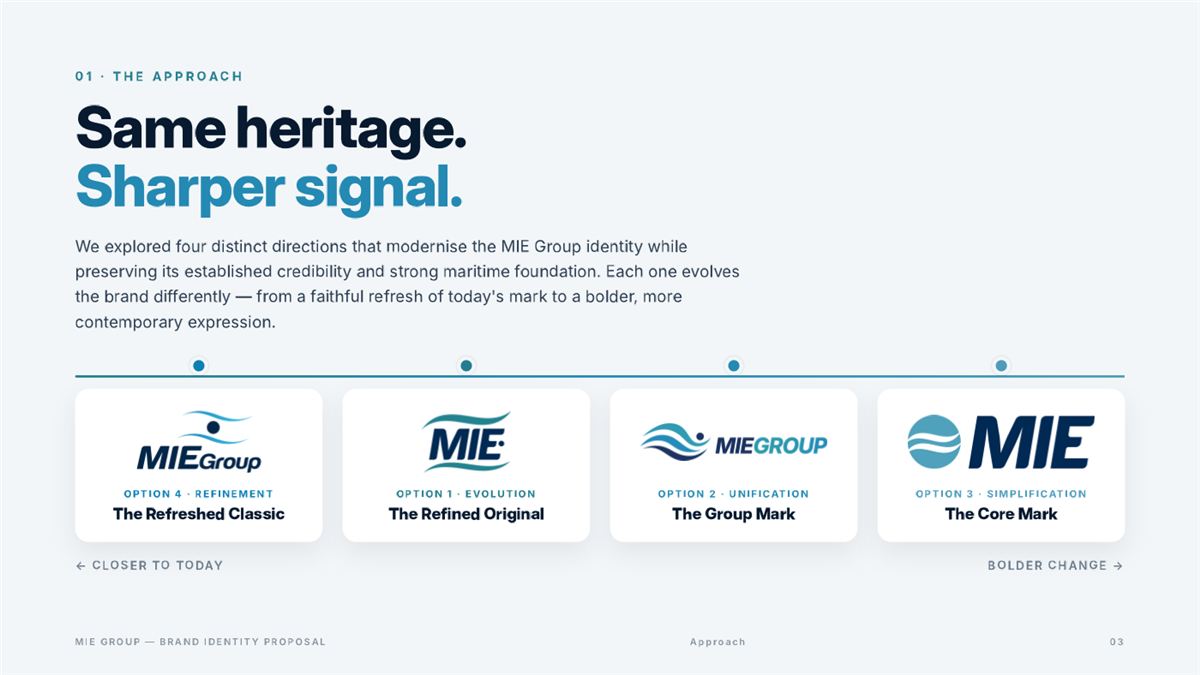 01 · THE APPROACH
Same heritage.
Sharper signal.
We explored four distinct directions that modernise the MIE Group identity while
preserving its established credibility and strong maritime foundation. Each one evolves
the brand differently — from a faithful refresh of today's mark to a bolder, more
contemporary expression.
MIEGroup
OPTION 4 · REFINEMENT
The Refreshed Classic
MIE
OPTION 1 · EVOLUTION
The Refined Original
MIEGROUP
OPTION 2 · UNIFICATION
The Group Mark
MIE
OPTION 3 · SIMPLIFICATION
The Core Mark
← CLOSER TO TODAY
BOLDER CHANGE →
MIE GROUP — BRAND IDENTITY PROPOSAL
Approach
03